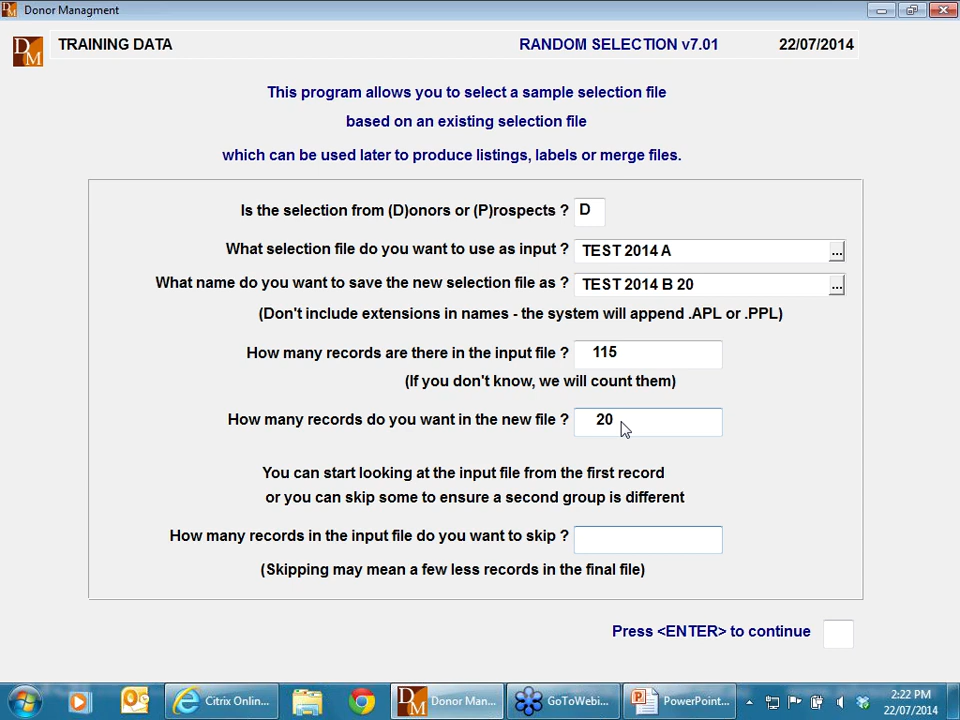 Donor Managment
DM
TRAINING DATA
RANDOM SELECTION v7.01
22/07/2014
This program allows you to select a sample selection file
based on an existing selection file
which can be used later to produce listings, labels or merge files.
Is the selection from (D)onors or (P)rospects ? D
What selection file do you want to use as input ? TEST 2014 A ...
What name do you want to save the new selection file as ? TEST 2014 B 20 ...
(Don't include extensions in names - the system will append .APL or .PPL)
How many records are there in the input file ? 115
(If you don't know, we will count them)
How many records do you want in the new file ? 20
You can start looking at the input file from the first record
or you can skip some to ensure a second group is different
How many records in the input file do you want to skip ?
(Skipping may mean a few less records in the final file)
Press <ENTER> to continue
Citrix Onlin...
DM Donor Man...
GoToWebi...
PowerPoint...
2:22 PM
22/07/2014